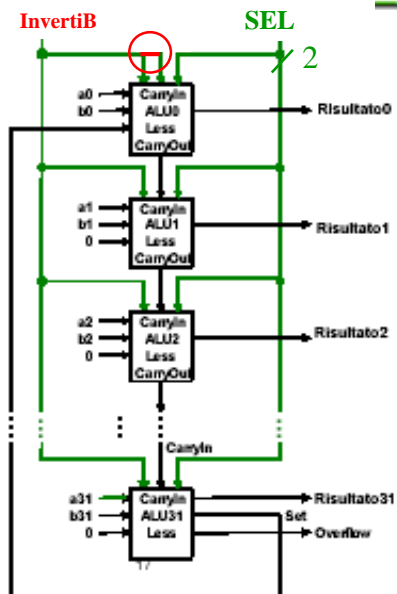 InvertiB SEL
2
a0 CarryIn
b0 ALU0 Risultato0
Less
CarryOut
a1 CarryIn
b1 ALU1 Risultato1
0 Less
CarryOut
a2 CarryIn
b2 ALU2 Risultato2
0 Less
CarryOut
CarryIn
a31 CarryIn Risultato31
b31 ALU31 Set
0 Less Overflow
17